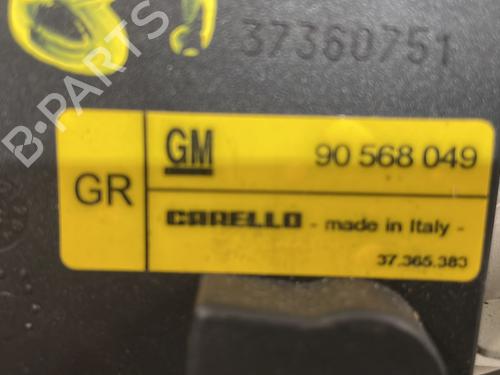 37360751
B-PARTS
GR
GM 90 568 049
CARELLO - made in Italy -
37.365.383